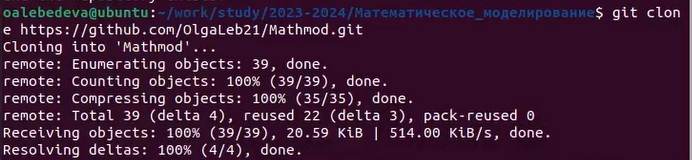 oalebedeva@ubuntu:~/work/study/2023-2024/Математическое_моделирование$ git clon
e https://github.com/OlgaLeb21/Mathmod.git
Cloning into 'Mathmod'...
remote: Enumerating objects: 39, done.
remote: Counting objects: 100% (39/39), done.
remote: Compressing objects: 100% (35/35), done.
remote: Total 39 (delta 4), reused 22 (delta 3), pack-reused 0
Receiving objects: 100% (39/39), 20.59 KiB | 514.00 KiB/s, done.
Resolving deltas: 100% (4/4), done.